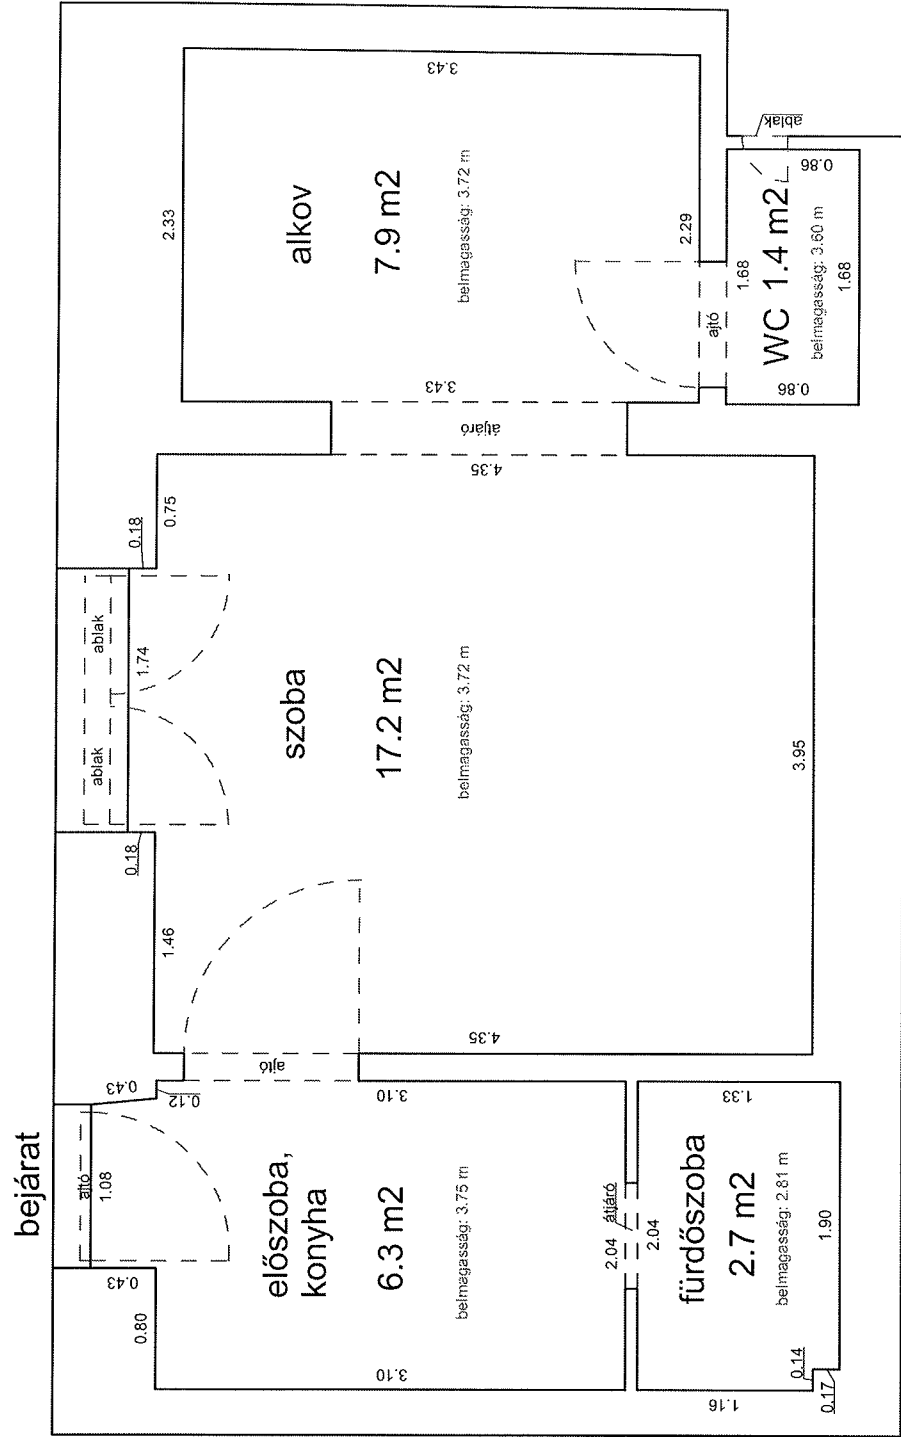 bejárat
ajtó
1.08
0.43
0.43
0.80
0.12
előszoba,
konyha
6.3 m2
belmagasság: 3.75 m
3.10
3.10
ajtó
átjáró
2.04
2.04
fürdőszoba
2.7 m2
belmagasság: 2.81 m
1.33
1.90
1.16
0.14
0.17
1.46
0.18
ablak
ablak
1.74
0.18
0.75
szoba
17.2 m2
belmagasság: 3.72 m
4.35
4.35
3.95
átjáró
2.33
alkov
7.9 m2
belmagasság: 3.72 m
3.43
3.43
2.29
ajtó
1.68
WC 1.4 m2
belmagasság: 3.60 m
1.68
0.86
0.86
ablak